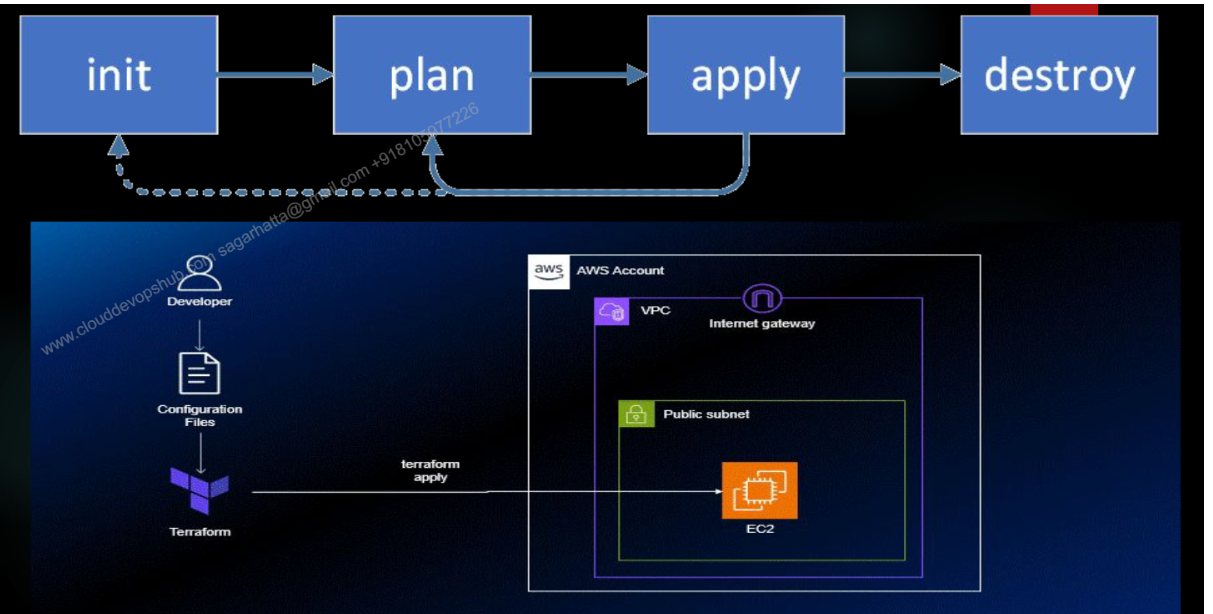 init
plan
apply
destroy
www.clouddevopshub.com sagarhatta@gmail.com +918105077226
Developer
Configuration
Files
Terraform
terraform
apply
aws
AWS Account
VPC
Internet gateway
Public subnet
EC2